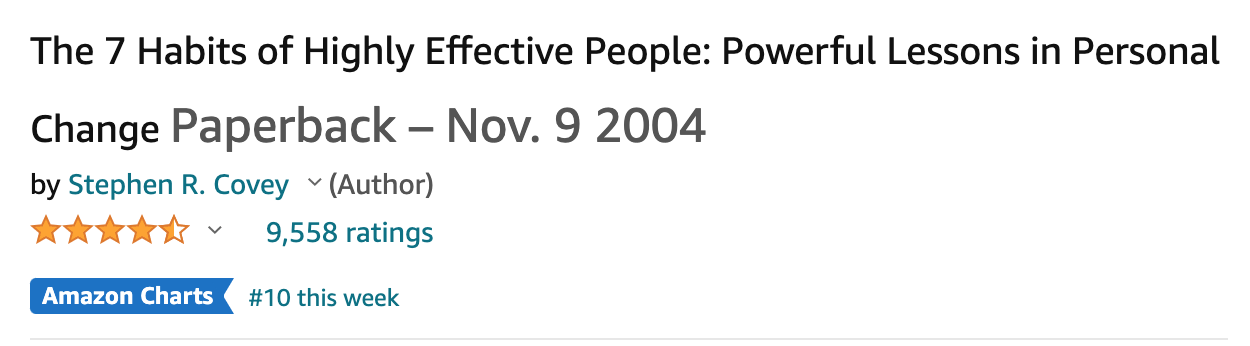 The 7 Habits of Highly Effective People: Powerful Lessons in Personal
Change Paperback – Nov. 9 2004
by Stephen R. Covey (Author)
9,558 ratings
Amazon Charts #10 this week